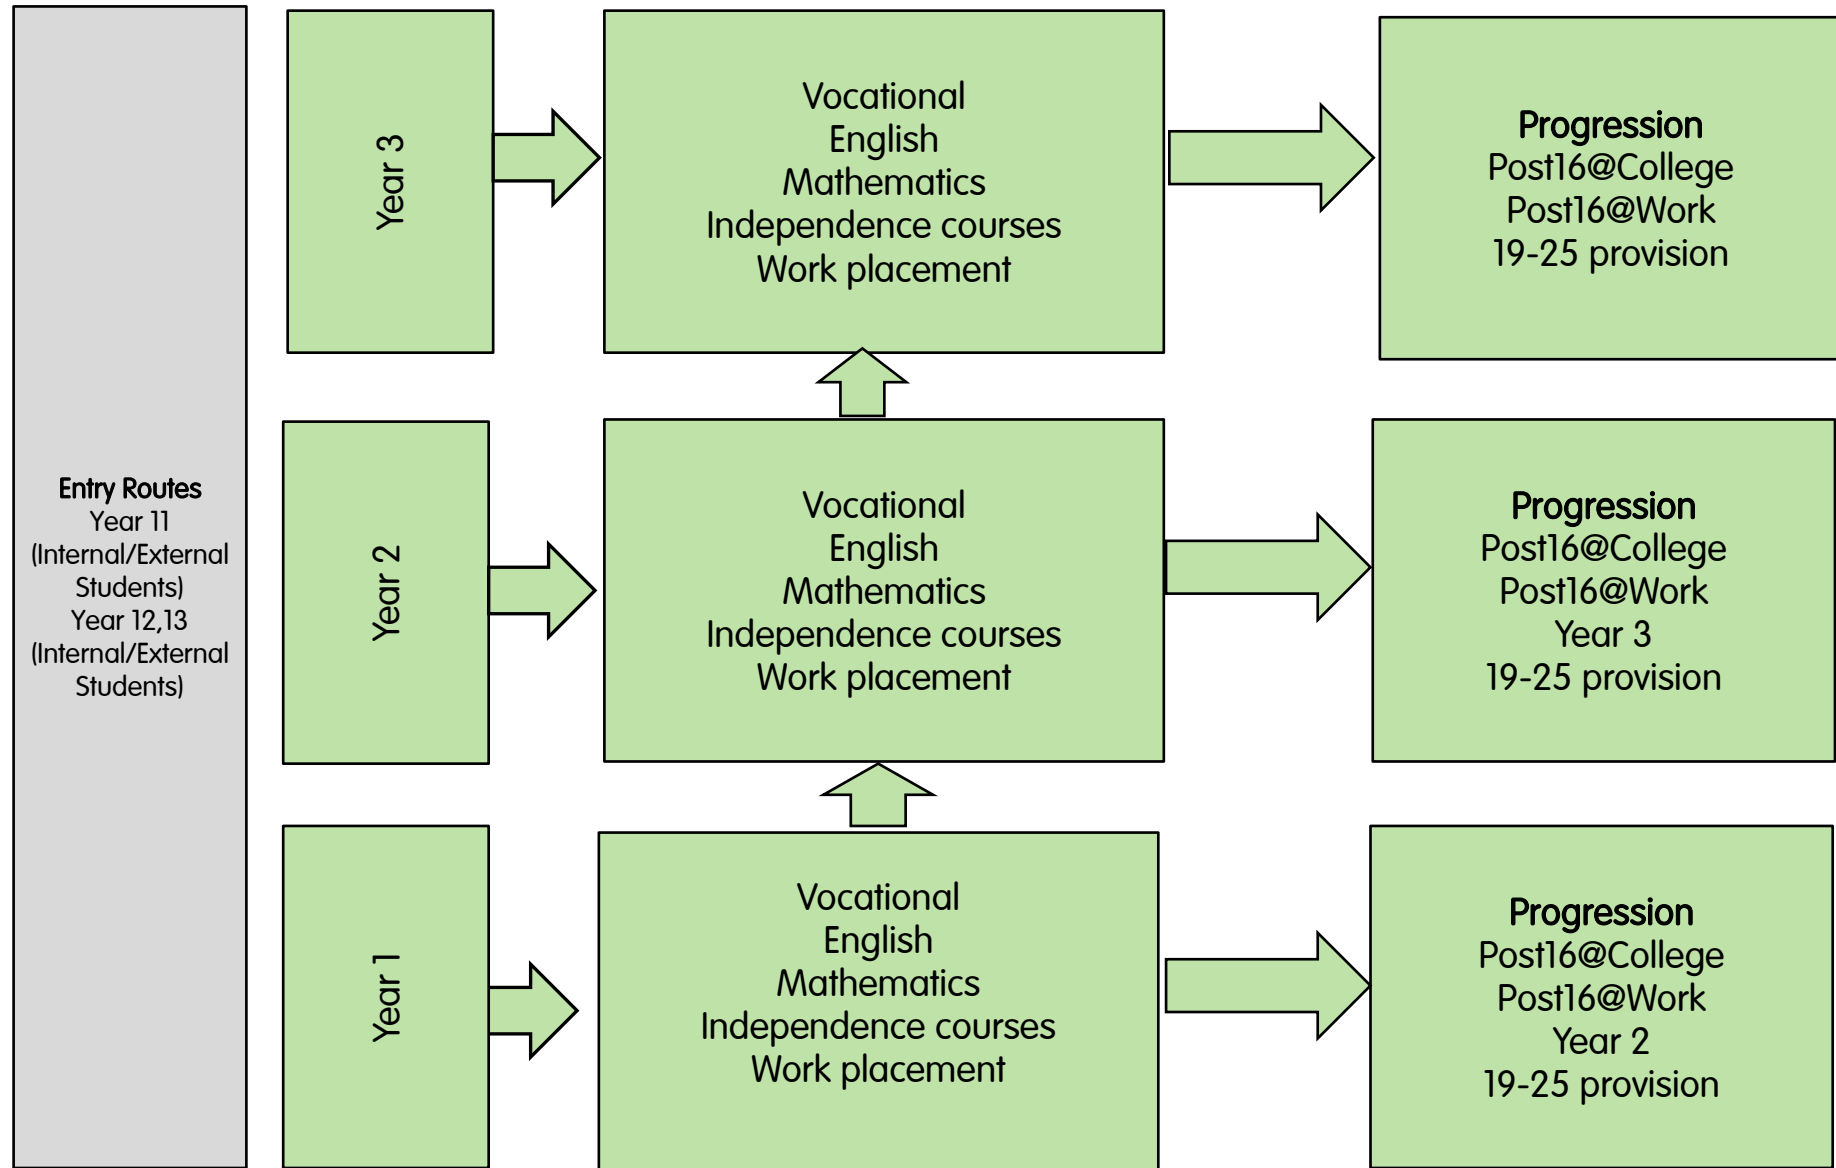 Entry Routes
Year 11
(Internal/External
Students)
Year 12,13
(Internal/External
Students)
Year 3
Vocational
English
Mathematics
Independence courses
Work placement
Progression
Post16@College
Post16@Work
19-25 provision
Year 2
Vocational
English
Mathematics
Independence courses
Work placement
Progression
Post16@College
Post16@Work
Year 3
19-25 provision
Year 1
Vocational
English
Mathematics
Independence courses
Work placement
Progression
Post16@College
Post16@Work
Year 2
19-25 provision